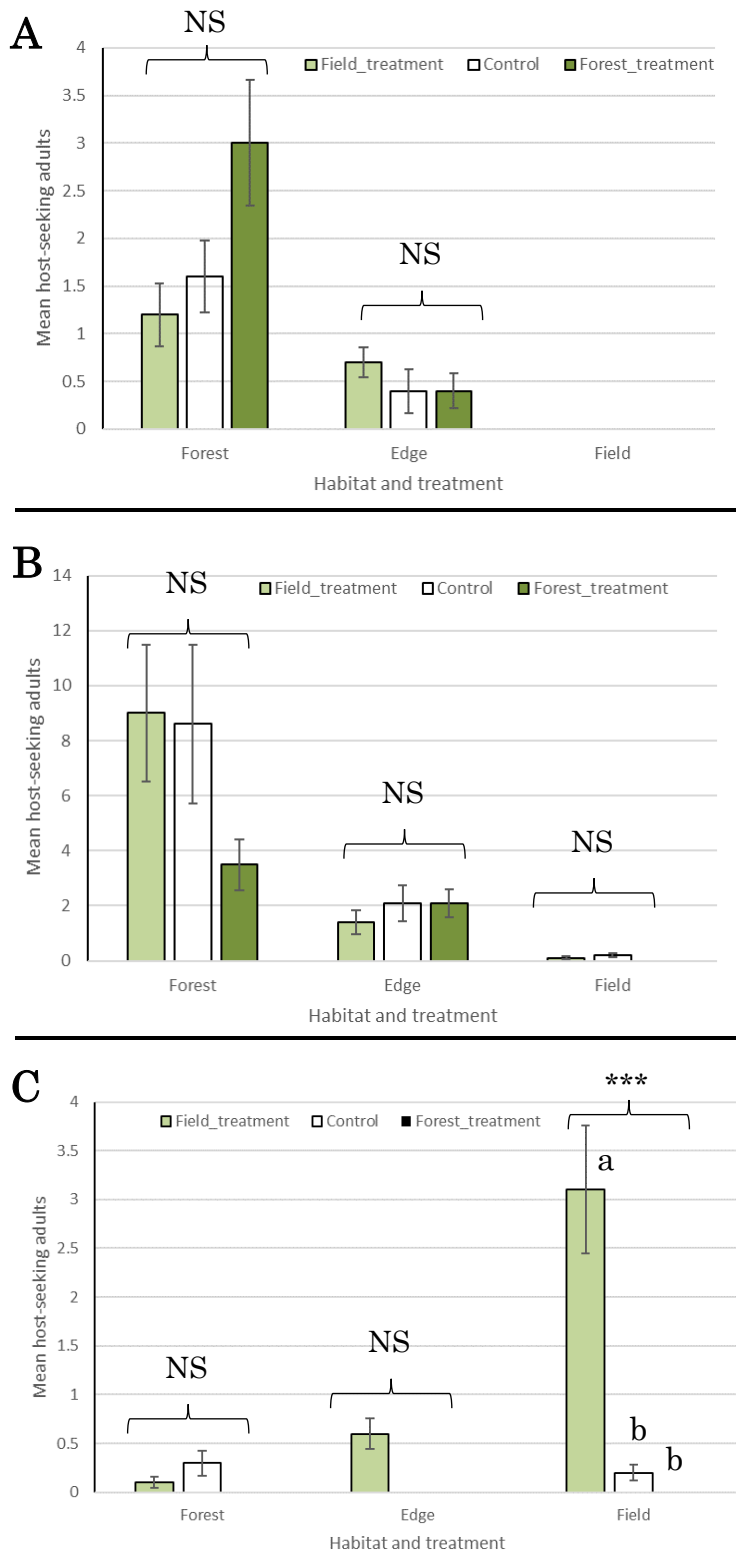 A
NS
4
Field_treatment Control Forest_treatment
3.5
3
2.5
NS
2
1.5
1
0.5
0
Mean host-seeking adults
Forest Edge Field
Habitat and treatment
B
14
NS
Field_treatment Control Forest_treatment
12
10
8
NS
6
NS
4
2
0
Mean host-seeking adults
Forest Edge Field
Habitat and treatment
C
***
4
Field_treatment Control Forest_treatment
3.5
a
3
2.5
2
1.5
NS
NS
1
b
0.5
b
0
Mean host-seeking adults
Forest Edge Field
Habitat and treatment